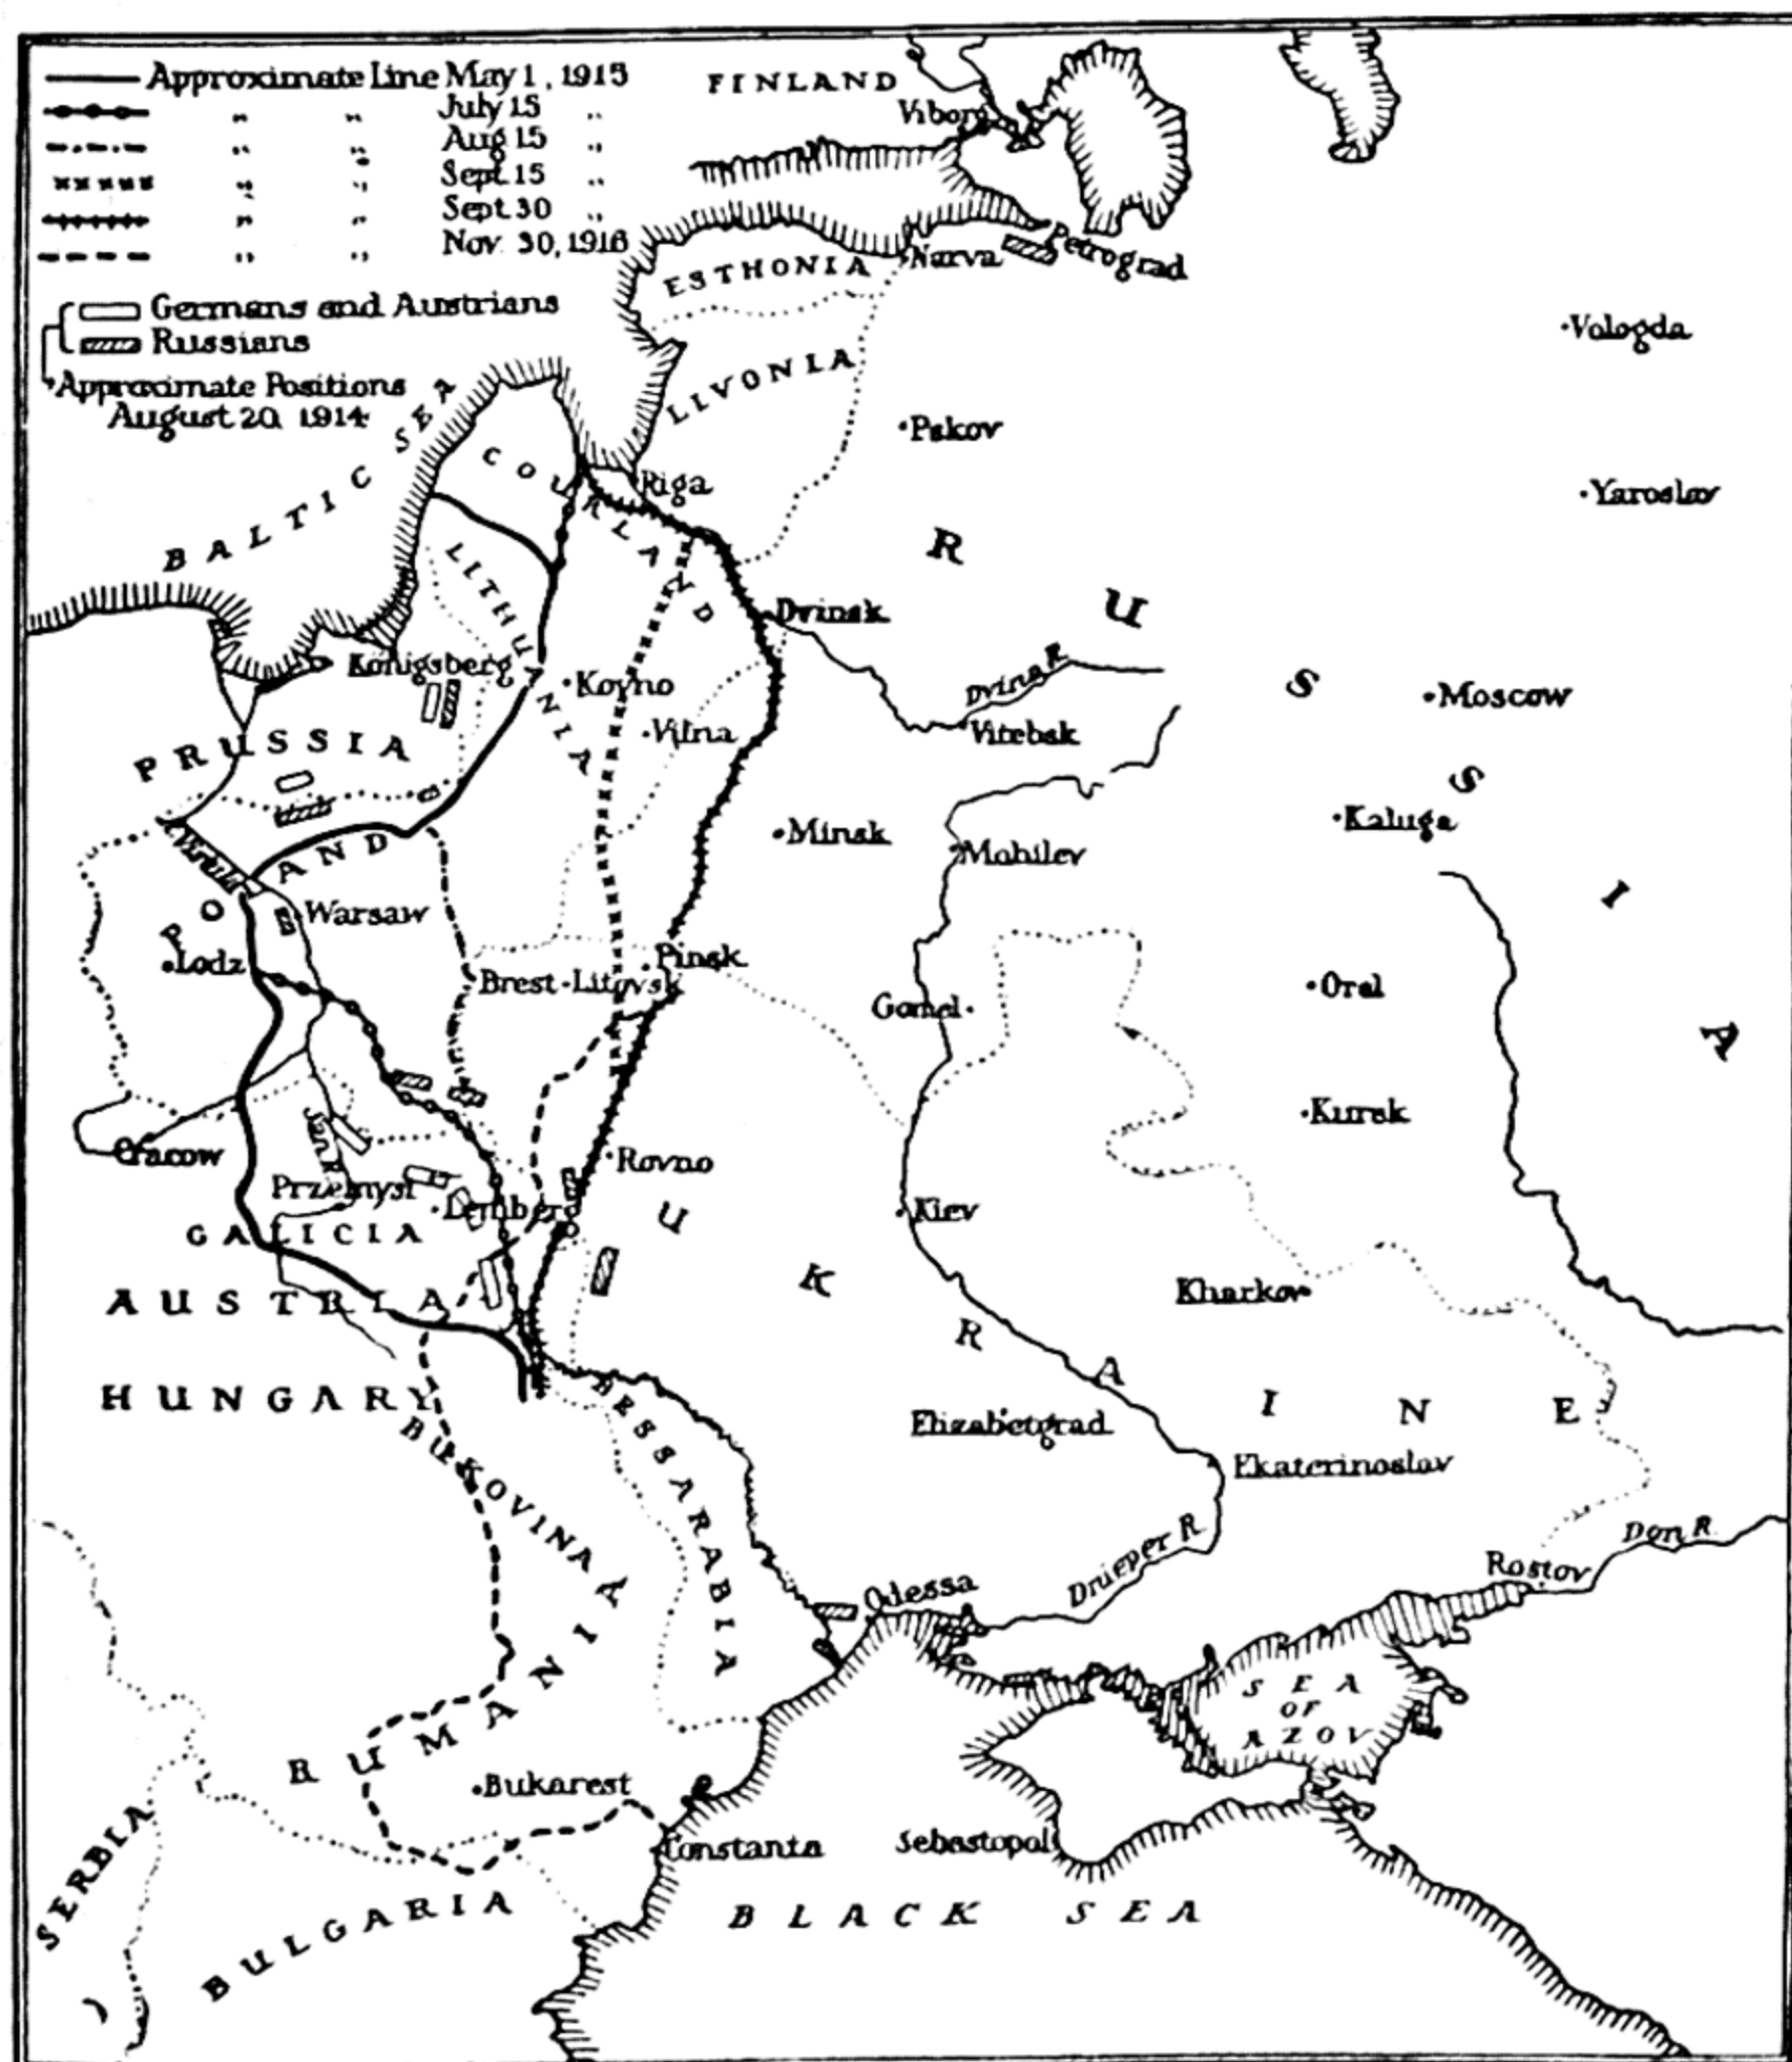 Approximate Line May 1, 1915
" " July 15 "
" " Aug 15 "
" " Sept. 15 "
" " Sept. 30 "
" " Nov. 30, 1916
Germans and Austrians
Russians
Approximate Positions
August 20, 1914
FINLAND
Viborg
Petrograd
Narva
ESTHONIA
Vologda
LIVONIA
Pskov
BALTIC SEA
COURLAND
Riga
Yaroslav
RUSSIA
LITHUANIA
Dvinsk
Dvina R.
Königsberg
Kovno
Moscow
Vilna
Vitebsk
PRUSSIA
Minsk
Mohilev
Kaluga
Vistula
POLAND
Warsaw
Lodz
Pinsk
Brest-Litovsk
Gomel
Orel
Kursk
Cracow
San R.
Rovno
Przemysl
Lemberg
Kiev
GALICIA
UKRAINE
AUSTRIA
HUNGARY
Kharkov
BUKOVINA
BESSARABIA
Elizabetgrad
Ekaterinoslav
Drueper R.
Don R.
Rostov
Odessa
SEA
OF
AZOV
RUMANIA
Bukarest
Constanta
Sebastopol
SERBIA
BULGARIA
BLACK SEA